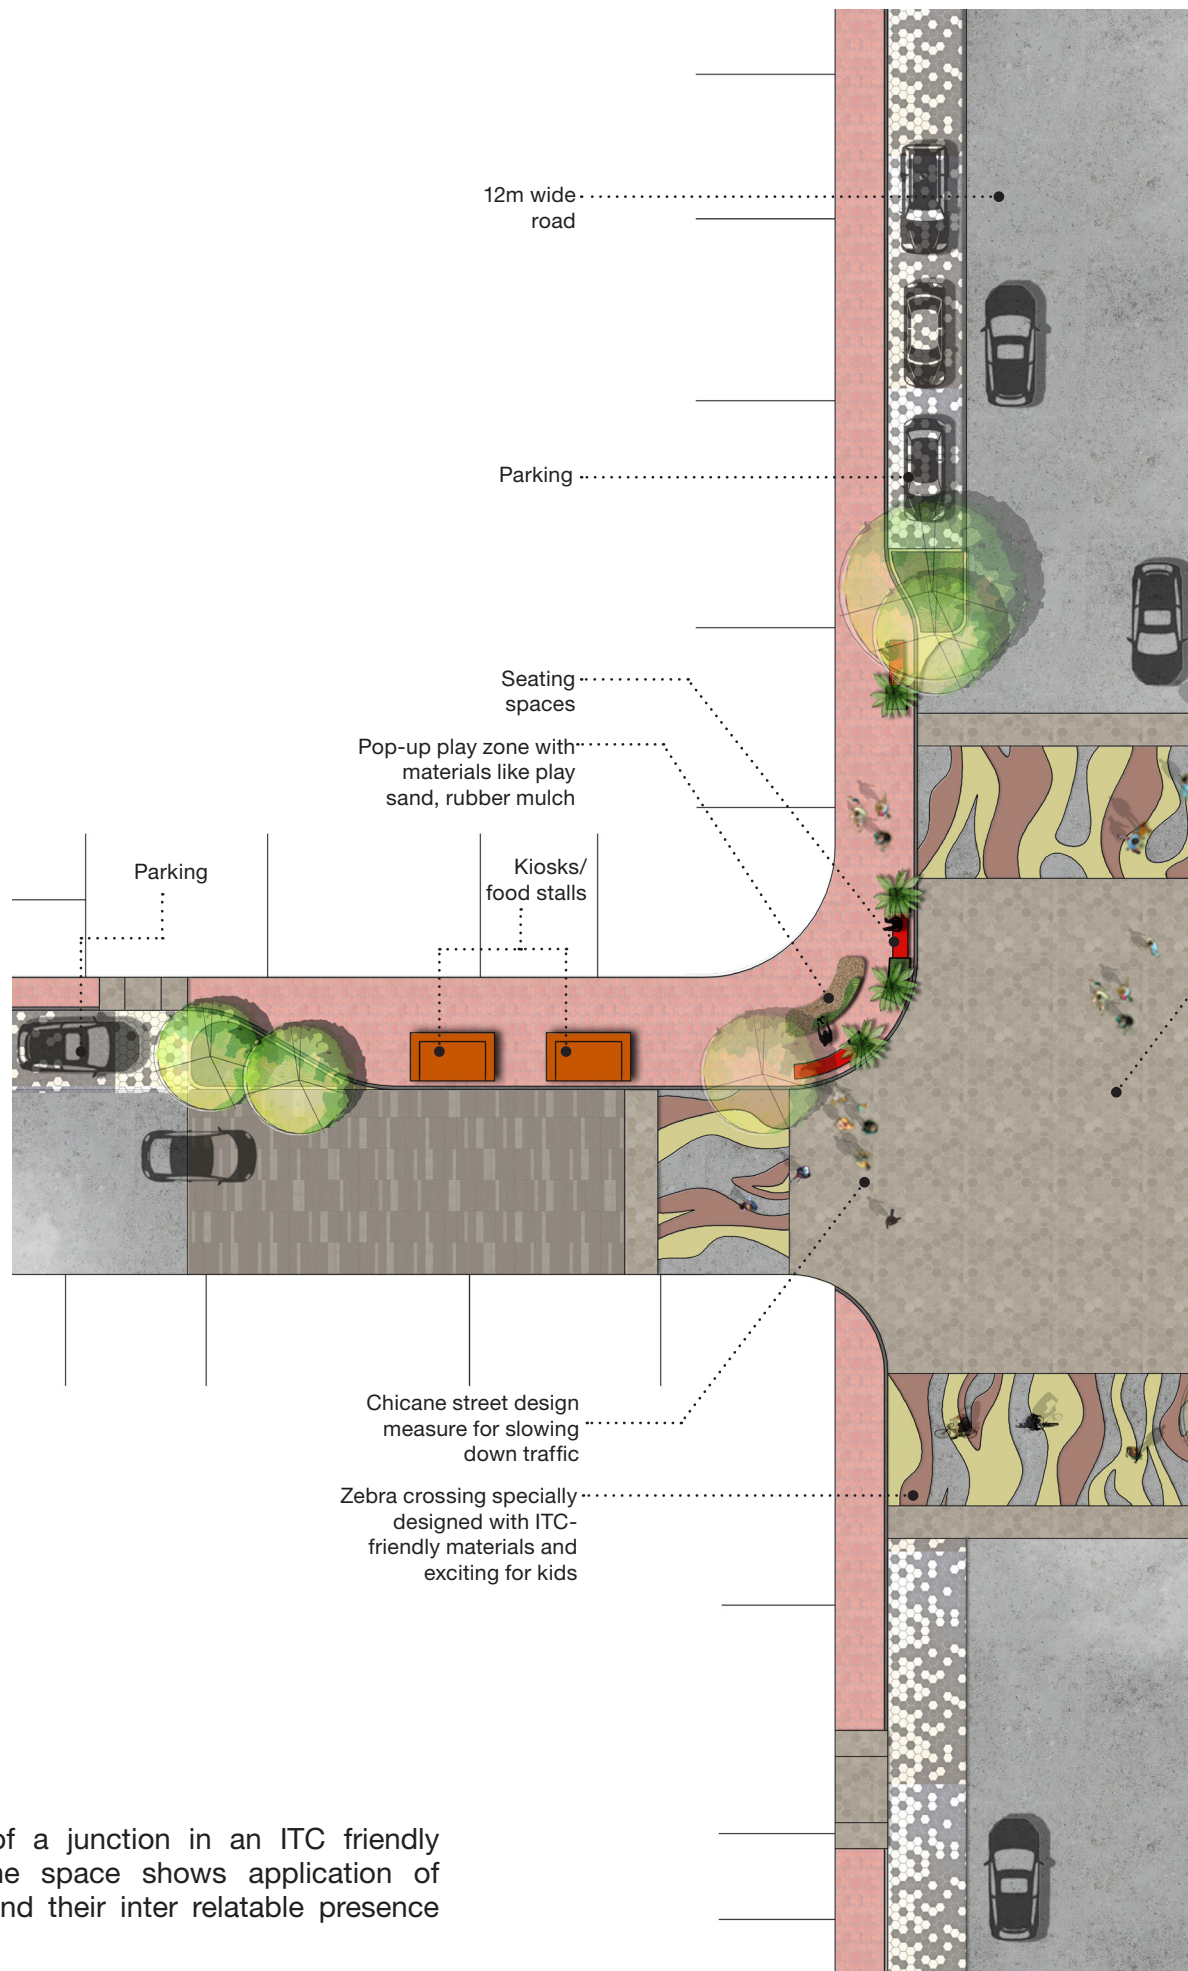 12m wide
road
Parking
Seating
spaces
Pop-up play zone with
materials like play
sand, rubber mulch
Parking
Kiosks/
food stalls
Chicane street design
measure for slowing
down traffic
Zebra crossing specially
designed with ITC-
friendly materials and
exciting for kids
of a junction in an ITC friendly
space shows application of
their inter relatable presence